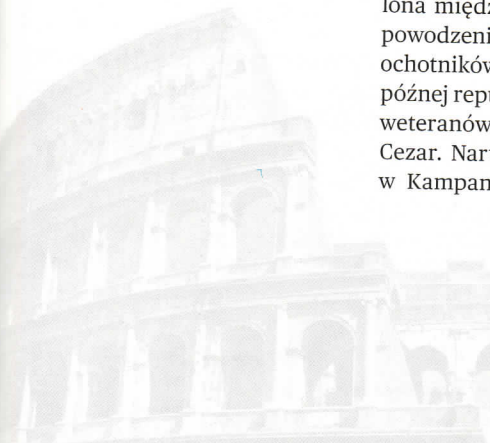 lona międz
powodzeni
ochotników
późnej repu
weteranów
Cezar. Nar
w Kampan